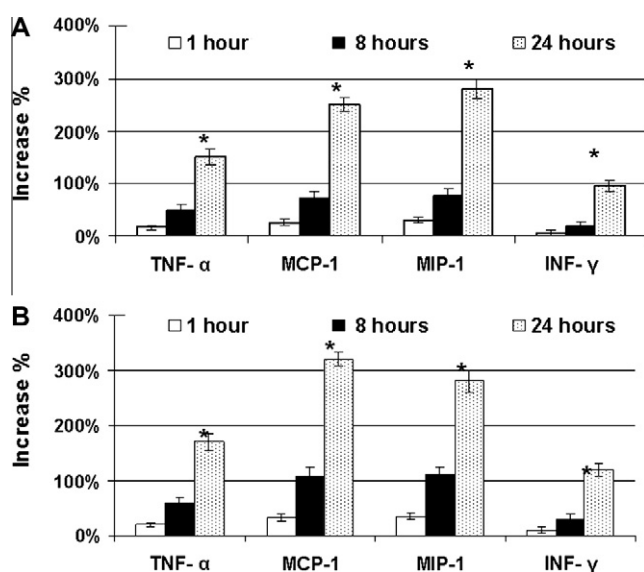 A
400%
1 hour 8 hours 24 hours
300%
200%
100%
0%
Increase %
* * * *
TNF- α MCP-1 MIP-1 INF- γ
B
400%
1 hour 8 hours 24 hours
300%
200%
100%
0%
Increase %
* * * *
TNF- α MCP-1 MIP-1 INF- γ